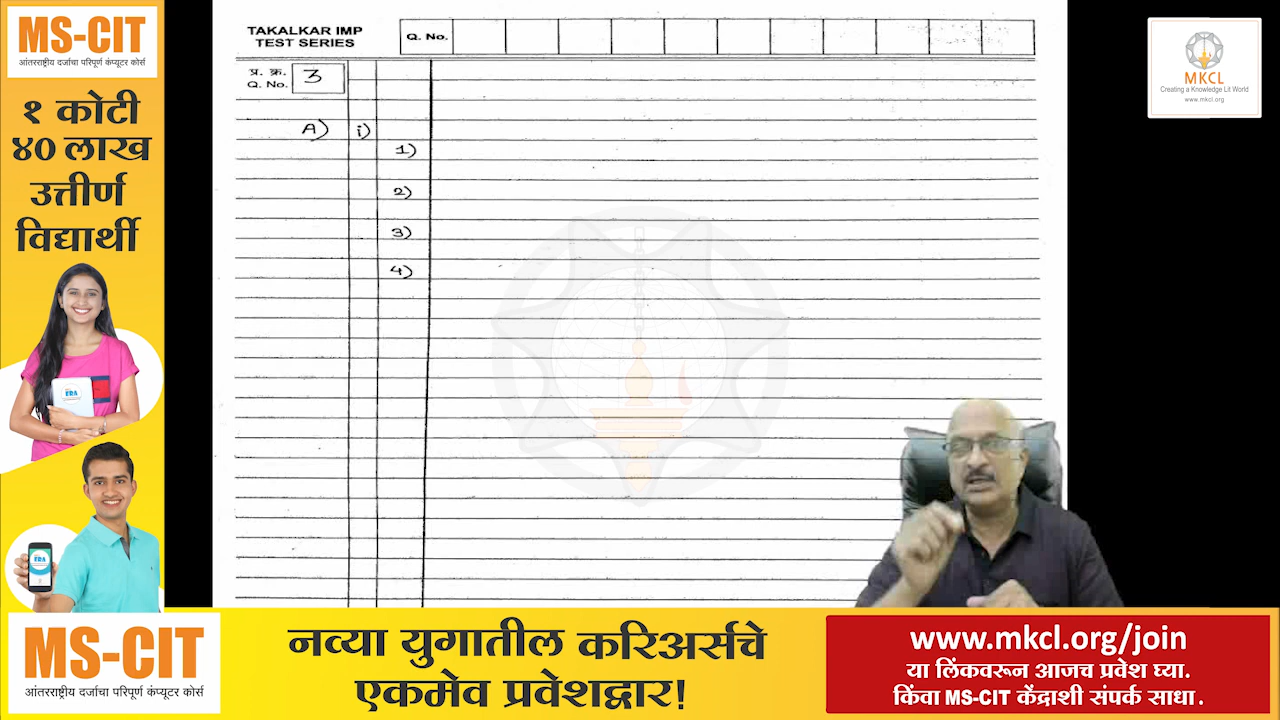 MS-CIT
आंतरराष्ट्रीय दर्जाचा परिपूर्ण कंप्यूटर कोर्स
१ कोटी
४० लाख
उत्तीर्ण
विद्यार्थी
TAKALKAR IMP
TEST SERIES
Q. No.
प्र. क्र.
Q. No.
3
A) i)
1)
2)
3)
4)
MKCL
Creating a Knowledge Lit World
www.mkcl.org
ERA
ERA
MS-CIT
आंतरराष्ट्रीय दर्जाचा परिपूर्ण कंप्यूटर कोर्स
नव्या युगातील करिअर्सचे
एकमेव प्रवेशद्वार!
www.mkcl.org/join
या लिंकवरून आजच प्रवेश घ्या.
किंवा MS-CIT केंद्राशी संपर्क साधा.